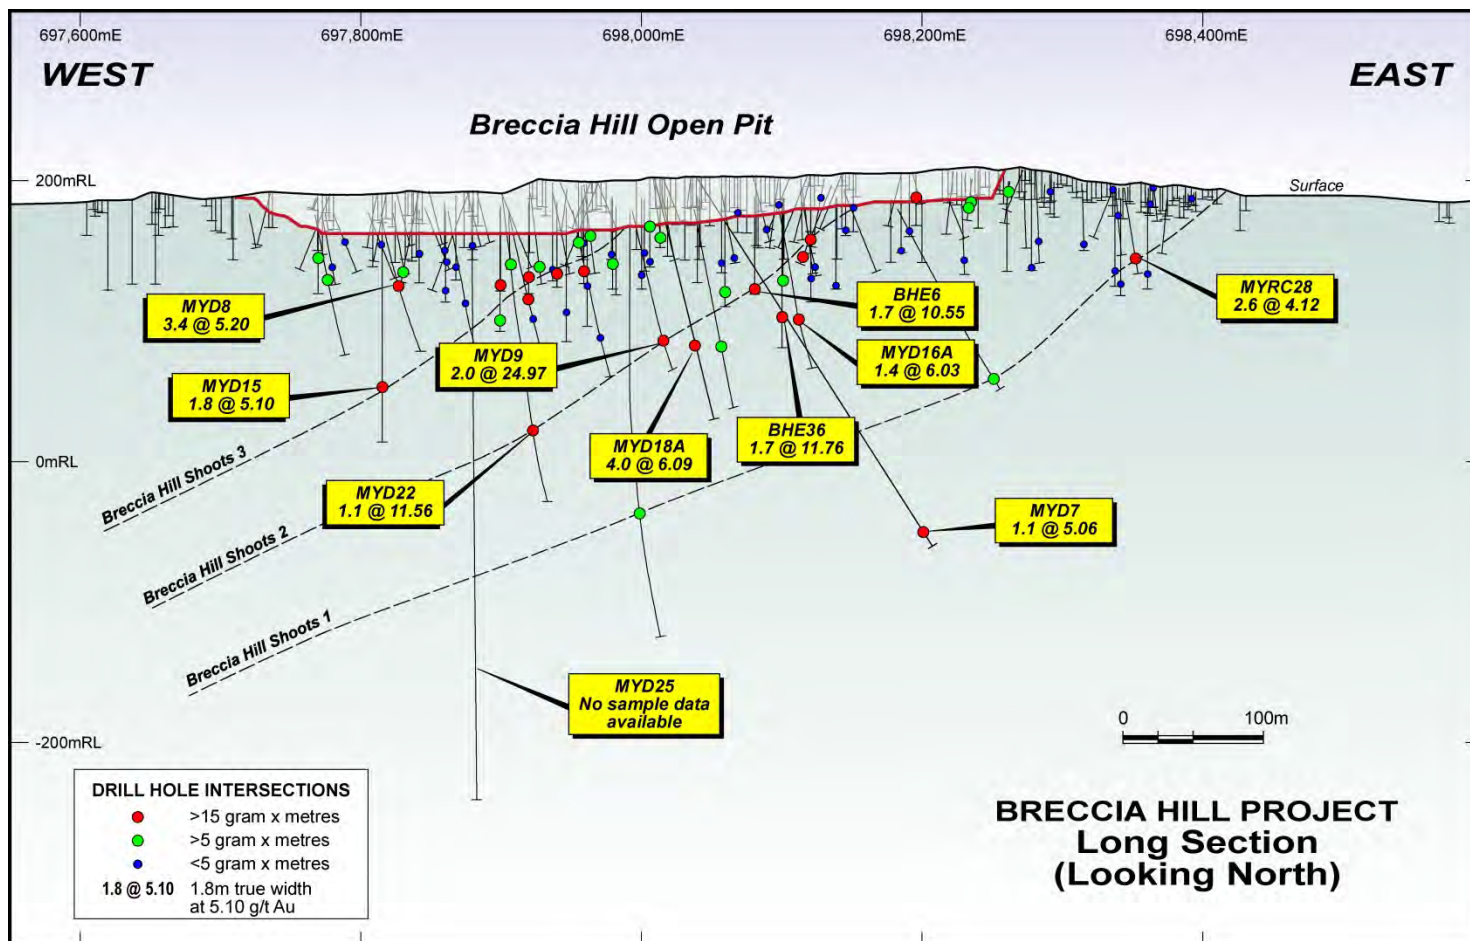 697,600mE 697,800mE 698,000mE 698,200mE 698,400mE
WEST
EAST
Breccia Hill Open Pit
200mRL
Surface
MYD8
3.4 @ 5.20
BHE6
1.7 @ 10.55
MYRC28
2.6 @ 4.12
MYD9
2.0 @ 24.97
MYD16A
1.4 @ 6.03
MYD15
1.8 @ 5.10
MYD18A
4.0 @ 6.09
BHE36
1.7 @ 11.76
0mRL
Breccia Hill Shoots 3
MYD22
1.1 @ 11.56
MYD7
1.1 @ 5.06
Breccia Hill Shoots 2
Breccia Hill Shoots 1
MYD25
No sample data
available
0 100m
-200mRL
DRILL HOLE INTERSECTIONS
>15 gram x metres
>5 gram x metres
<5 gram x metres
1.8 @ 5.10 1.8m true width
at 5.10 g/t Au
BRECCIA HILL PROJECT
Long Section
(Looking North)